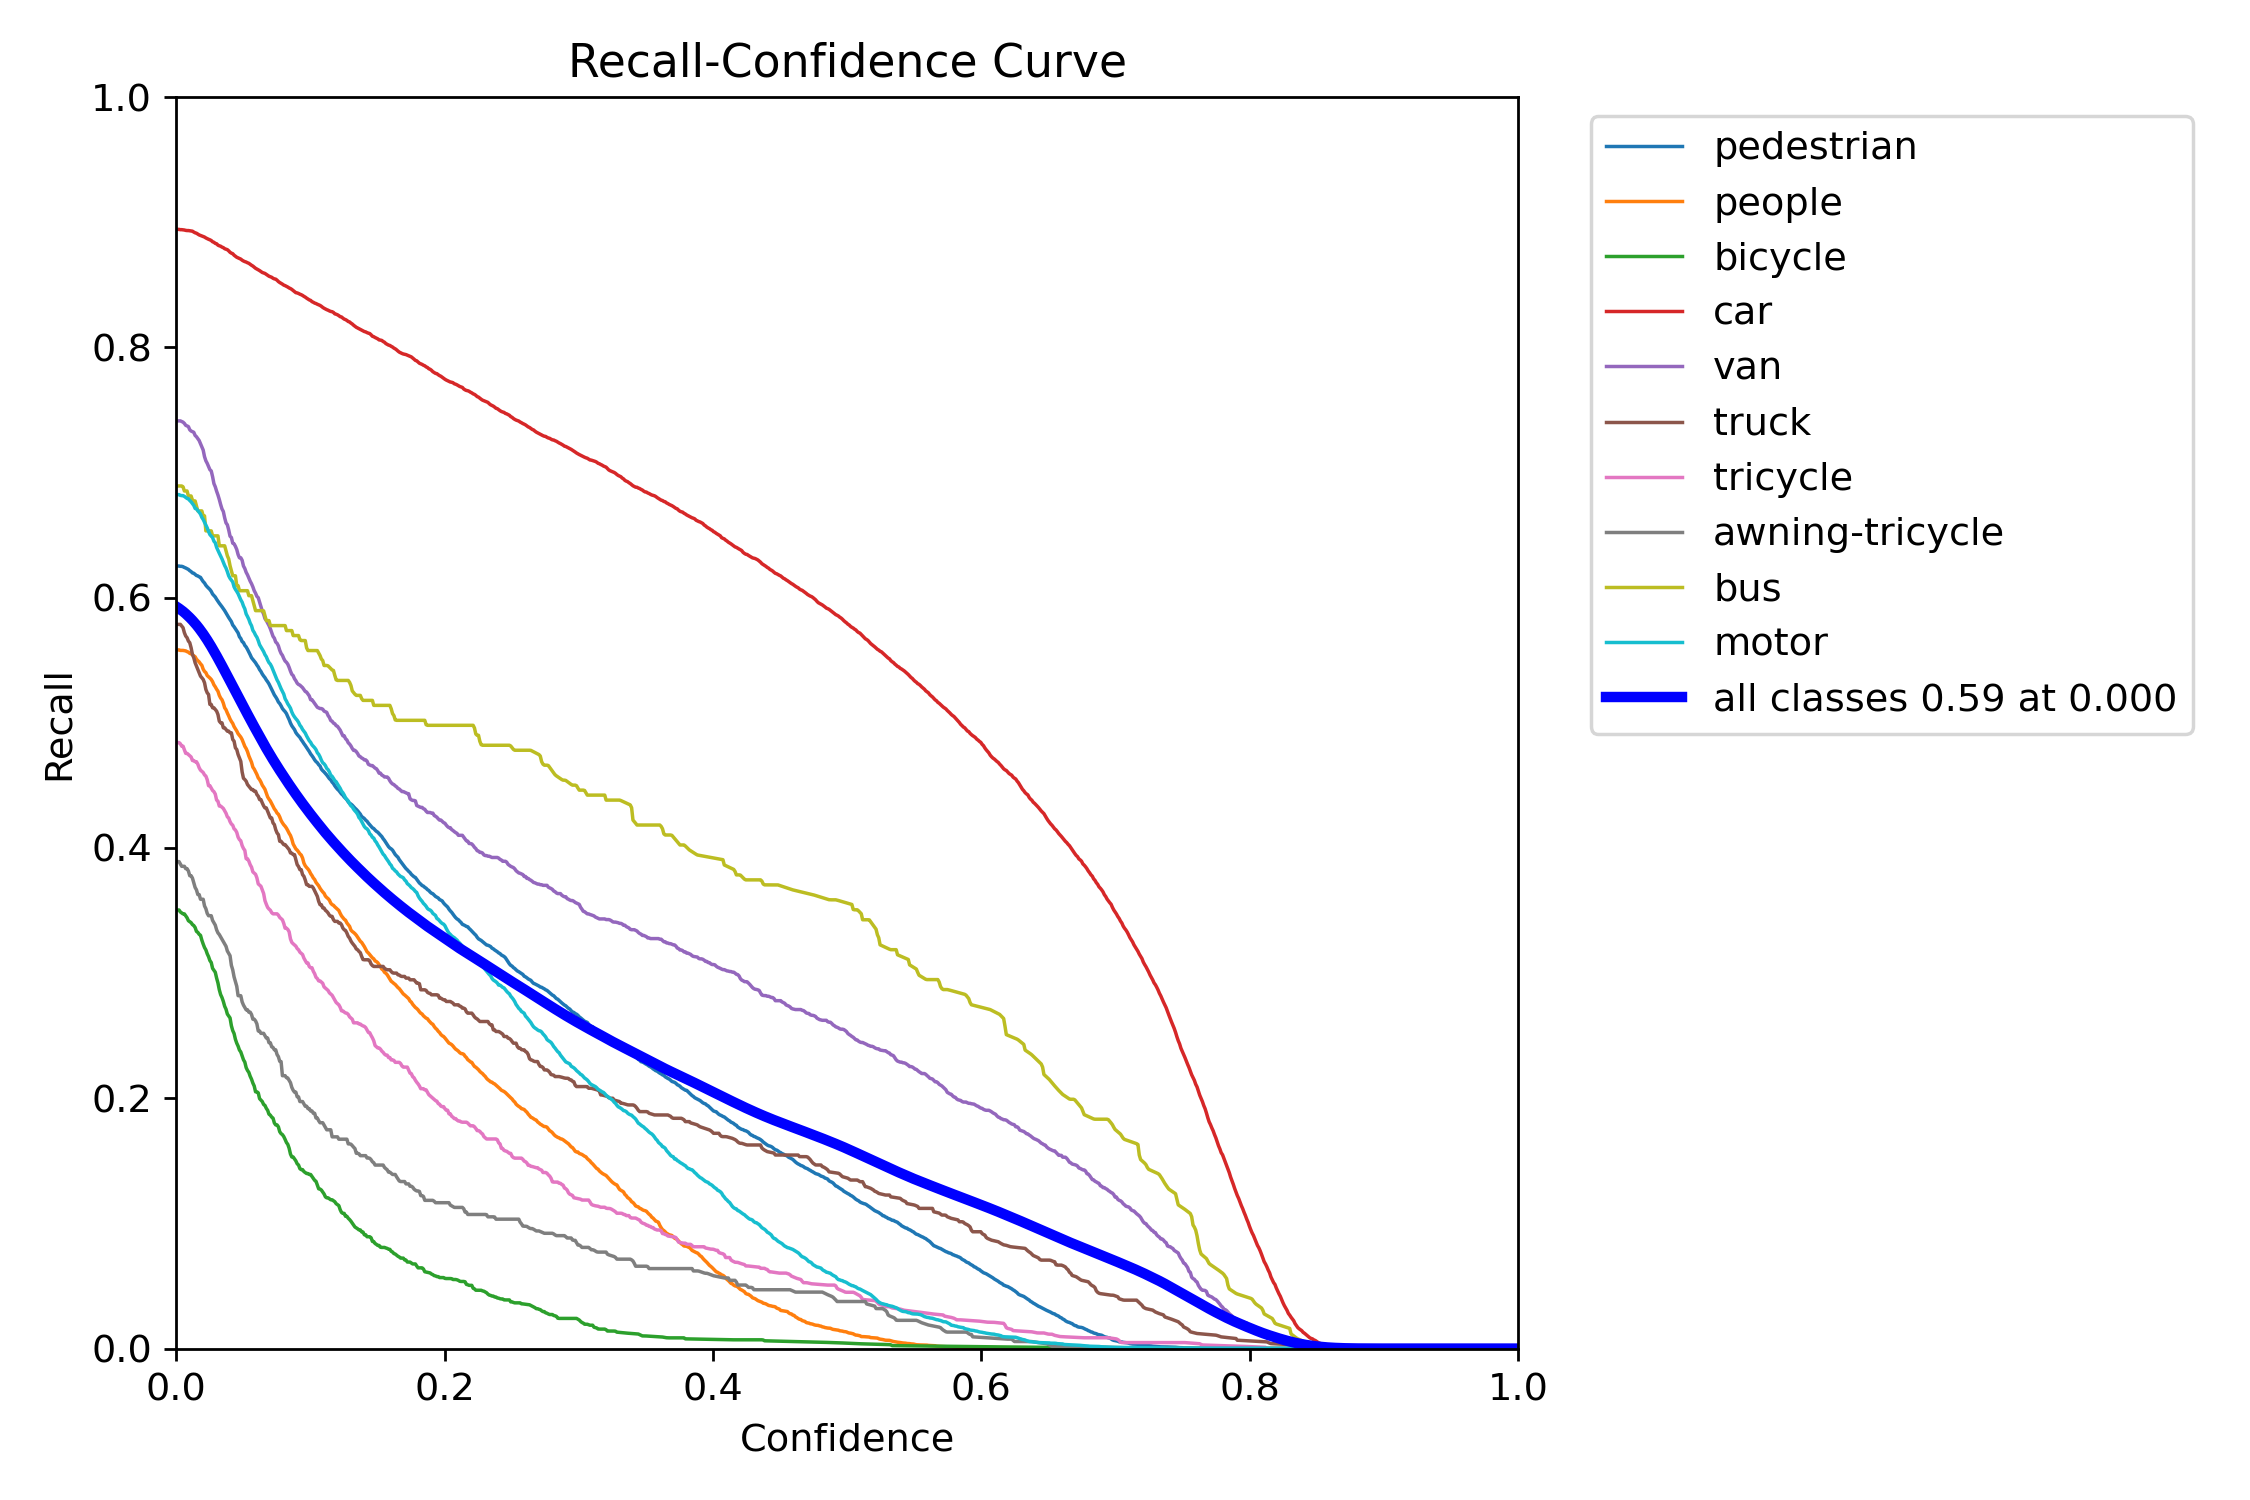 Recall-Confidence Curve
1.0
0.8
0.6
0.4
0.2
0.0
Recall
0.0 0.2 0.4 0.6 0.8 1.0
Confidence
pedestrian
people
bicycle
car
van
truck
tricycle
awning-tricycle
bus
motor
all classes 0.59 at 0.000